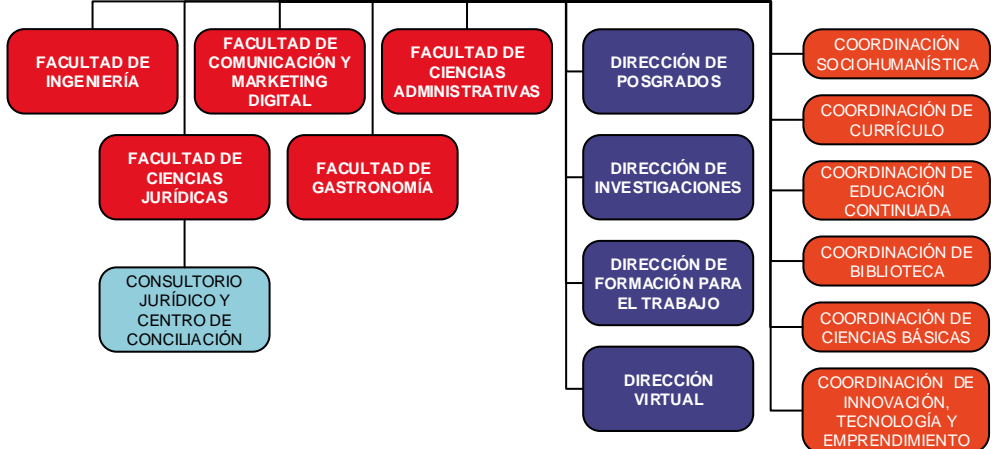 FACULTAD DE
INGENIERÍA
FACULTAD DE
COMUNICACIÓN Y
MARKETING
DIGITAL
FACULTAD DE
CIENCIAS
ADMINISTRATIVAS
FACULTAD DE
CIENCIAS
JURÍDICAS
FACULTAD DE
GASTRONOMÍA
CONSULTORIO
JURÍDICO Y
CENTRO DE
CONCILIACIÓN
DIRECCIÓN DE
POSGRADOS
DIRECCIÓN DE
INVESTIGACIONES
DIRECCIÓN DE
FORMACIÓN PARA
EL TRABAJO
DIRECCIÓN
VIRTUAL
COORDINACIÓN
SOCIOHUMANÍSTICA
COORDINACIÓN DE
CURRÍCULO
COORDINACIÓN DE
EDUCACIÓN
CONTINUADA
COORDINACIÓN DE
BIBLIOTECA
COORDINACIÓN DE
CIENCIAS BÁSICAS
COORDINACIÓN DE
INNOVACIÓN,
TECNOLOGÍA Y
EMPRENDIMIENTO